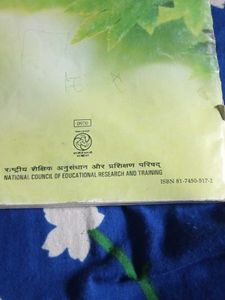 राष्ट्रीय शैक्षिक अनुसंधान और प्रशिक्षण परिषद्
NATIONAL COUNCIL OF EDUCATIONAL RESEARCH AND TRAINING
ISBN 81-7450-517-2